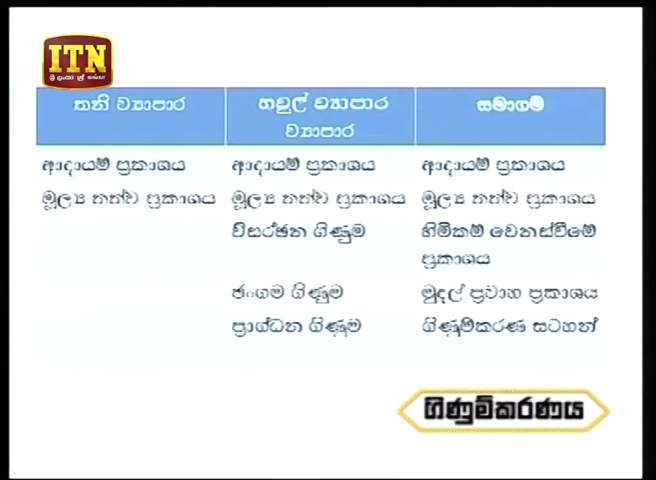 ITN
තනි ව්‍යාපාර හවුල් ව්‍යාපාර සමාගම්
ව්‍යාපාර
ආදායම් ප්‍රකාශය ආදායම් ප්‍රකාශය ආදායම් ප්‍රකාශය
මූල්‍ය තත්ව ප්‍රකාශය මූල්‍ය තත්ව ප්‍රකාශය මූල්‍ය තත්ව ප්‍රකාශය
විසර්ජන ගිණුම හිමිකම් වෙනස්වීමේ
ප්‍රකාශය
ජංගම ගිණුම මුදල් ප්‍රවාහ ප්‍රකාශය
ප්‍රාග්ධන ගිණුම ගිණුම්කරණ සටහන්
ගිණුම්කරණය